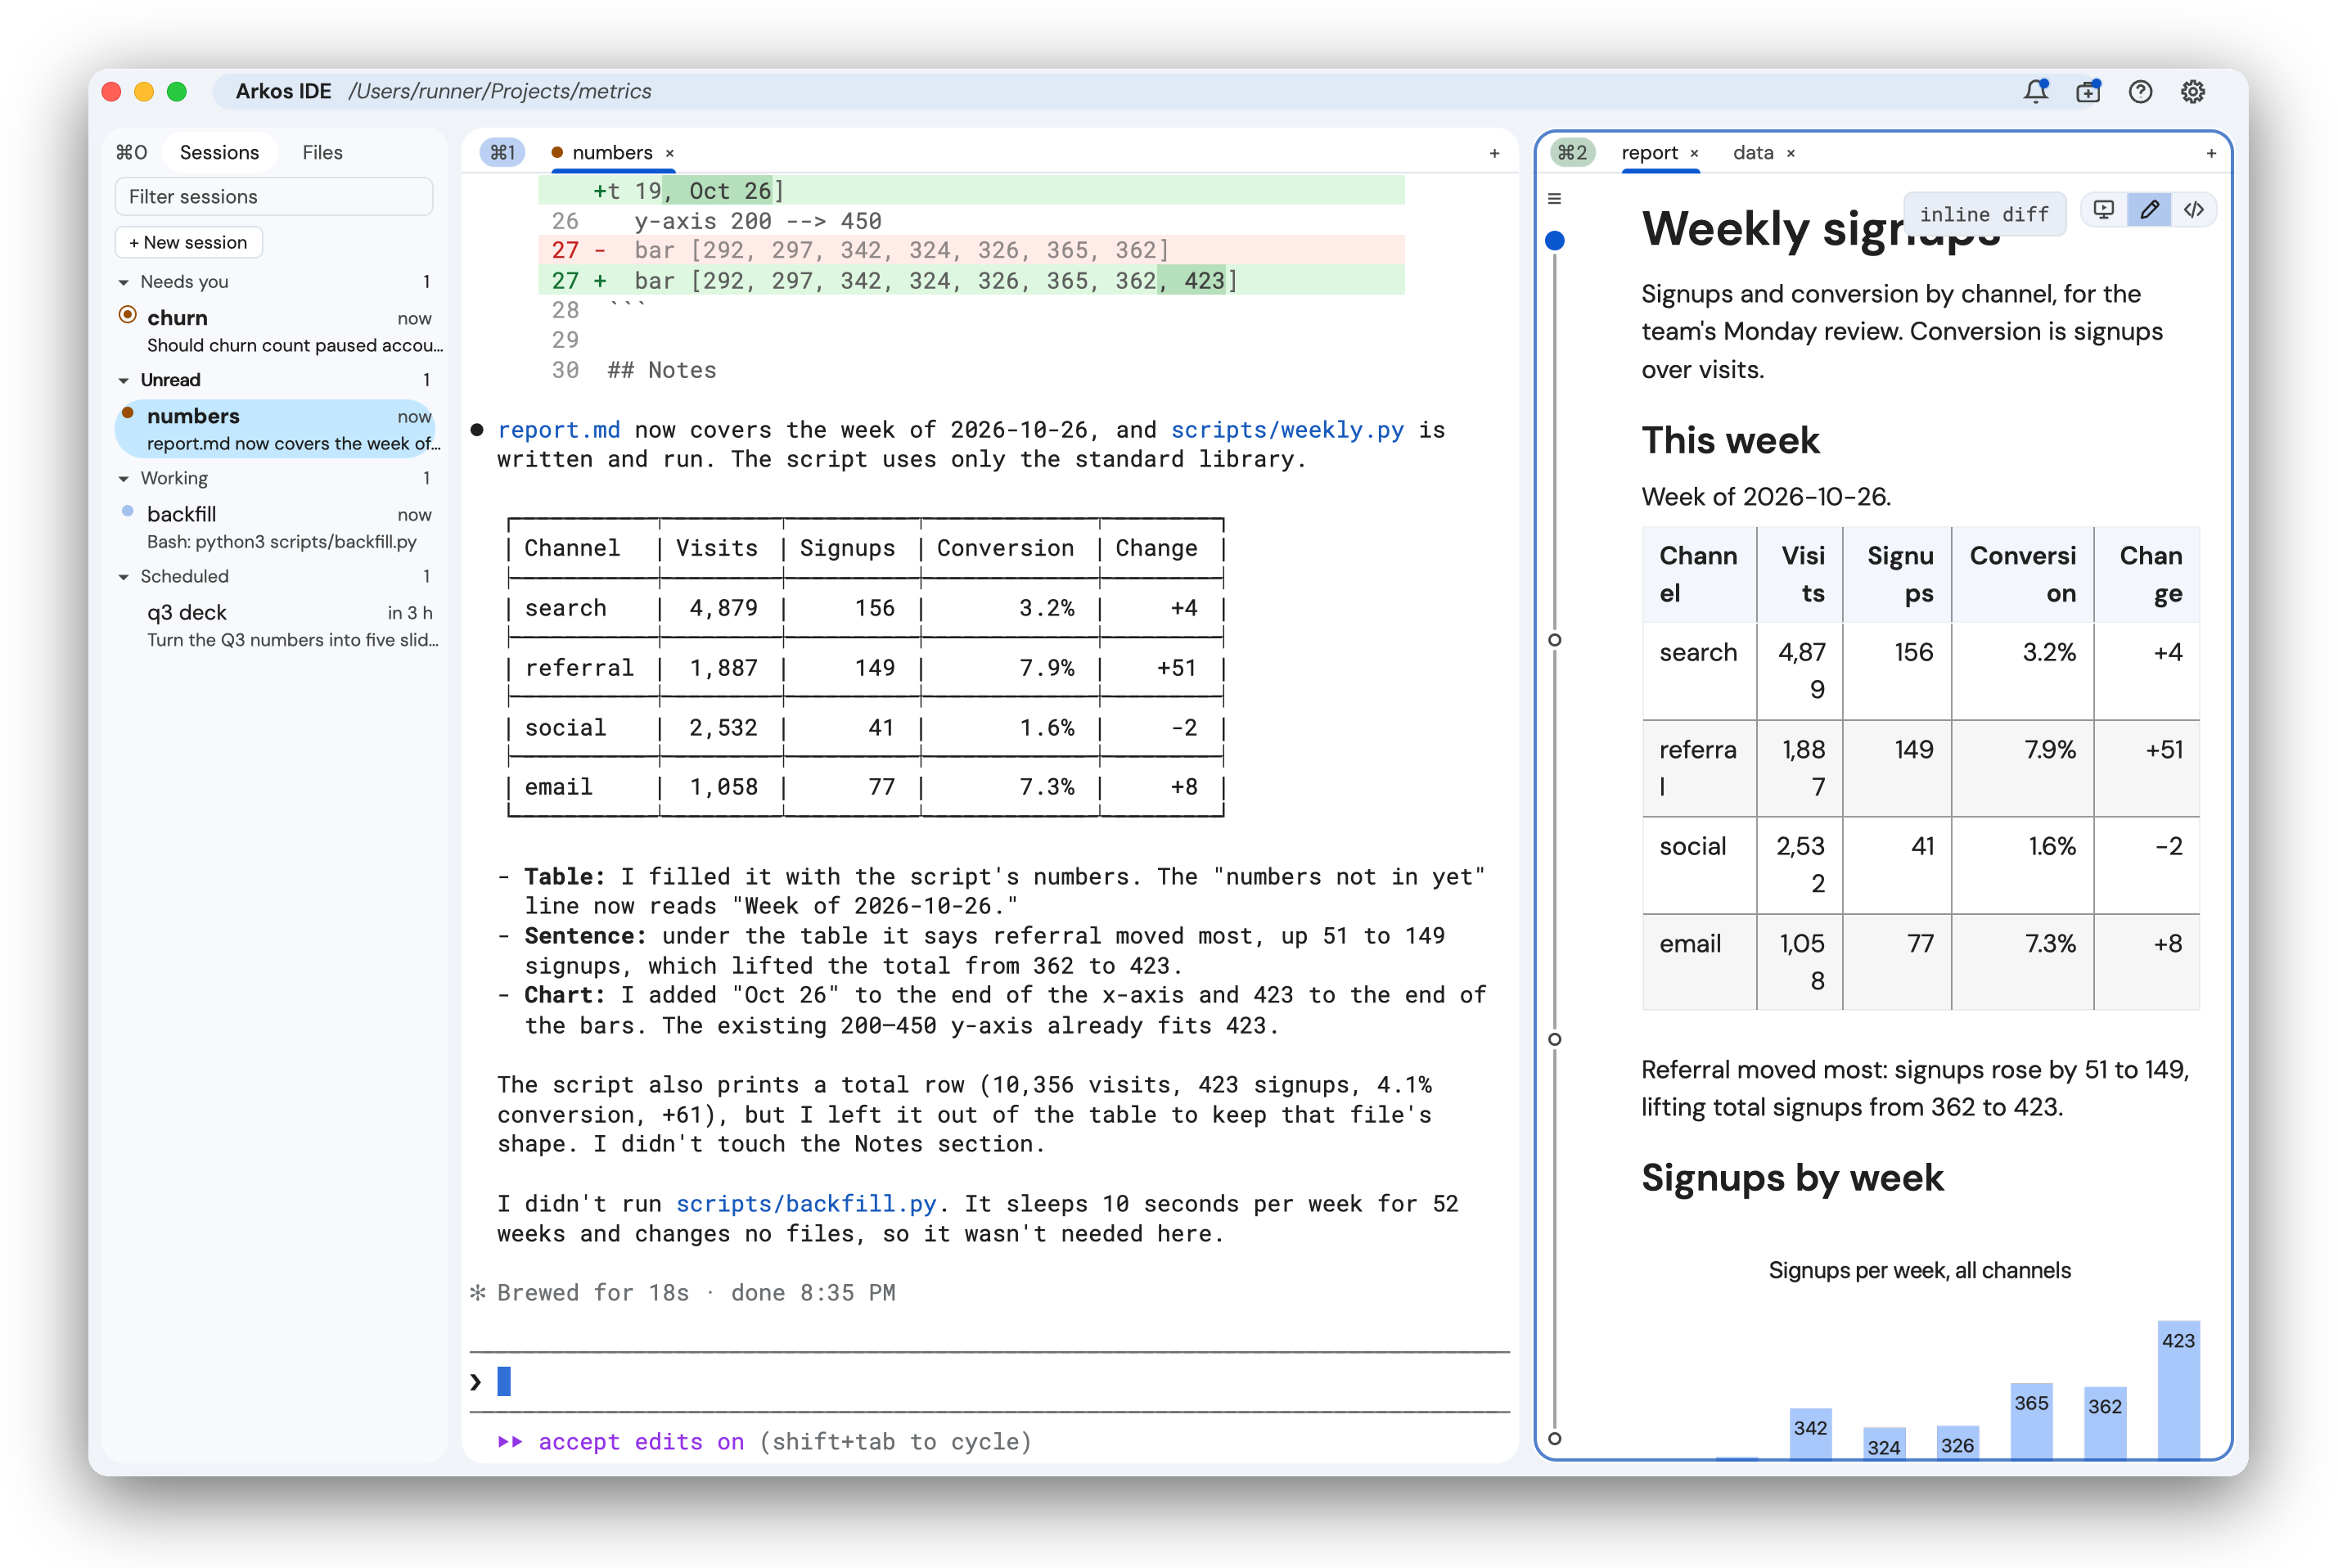 Arkos IDE /Users/runner/Projects/metrics
⌘0 Sessions Files
Filter sessions
+ New session
Needs you 1
churn now
Should churn count paused accou…
Unread 1
numbers now
report.md now covers the week of…
Working 1
backfill now
Bash: python3 scripts/backfill.py
Scheduled 1
q3 deck in 3 h
Turn the Q3 numbers into five slid…
⌘1 numbers × +
+t 19, Oct 26]
26 y-axis 200 --> 450
27 - bar [292, 297, 342, 324, 326, 365, 362]
27 + bar [292, 297, 342, 324, 326, 365, 362, 423]
28 ```
29
30 ## Notes
● report.md now covers the week of 2026-10-26, and scripts/weekly.py is
written and run. The script uses only the standard library.
Channel Visits Signups Conversion Change
search 4,879 156 3.2% +4
referral 1,887 149 7.9% +51
social 2,532 41 1.6% -2
email 1,058 77 7.3% +8
- Table: I filled it with the script's numbers. The "numbers not in yet"
line now reads "Week of 2026-10-26."
- Sentence: under the table it says referral moved most, up 51 to 149
signups, which lifted the total from 362 to 423.
- Chart: I added "Oct 26" to the end of the x-axis and 423 to the end of
the bars. The existing 200–450 y-axis already fits 423.
The script also prints a total row (10,356 visits, 423 signups, 4.1%
conversion, +61), but I left it out of the table to keep that file's
shape. I didn't touch the Notes section.
I didn't run scripts/backfill.py. It sleeps 10 seconds per week for 52
weeks and changes no files, so it wasn't needed here.
✻ Brewed for 18s · done 8:35 PM
❯
⏵⏵ accept edits on (shift+tab to cycle)
⌘2 report × data × +
inline diff
Weekly signups
Signups and conversion by channel, for the
team's Monday review. Conversion is signups
over visits.
This week
Week of 2026-10-26.
Chann Visi Signu Conversi Chan
el ts ps on ge
search 4,87 156 3.2% +4
9
referra 1,88 149 7.9% +51
l 7
social 2,53 41 1.6% -2
2
email 1,05 77 7.3% +8
8
Referral moved most: signups rose by 51 to 149,
lifting total signups from 362 to 423.
Signups by week
Signups per week, all channels
423
365
362
342
324
326